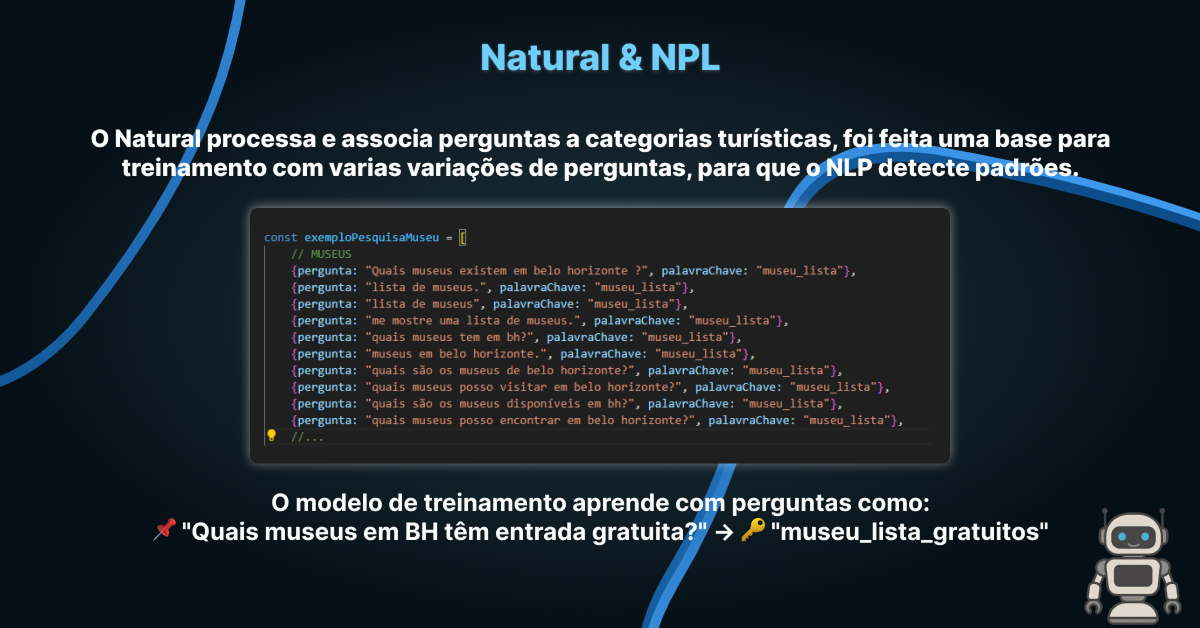 Natural & NPL
O Natural processa e associa perguntas a categorias turísticas, foi feita uma base para
treinamento com varias variações de perguntas, para que o NLP detecte padrões.
const exemploPesquisaMuseu = [
// MUSEUS
{pergunta: "Quais museus existem em belo horizonte ?", palavraChave: "museu_lista"},
{pergunta: "lista de museus.", palavraChave: "museu_lista"},
{pergunta: "lista de museus", palavraChave: "museu_lista"},
{pergunta: "me mostre uma lista de museus.", palavraChave: "museu_lista"},
{pergunta: "quais museus tem em bh?", palavraChave: "museu_lista"},
{pergunta: "museus em belo horizonte.", palavraChave: "museu_lista"},
{pergunta: "quais são os museus de belo horizonte?", palavraChave: "museu_lista"},
{pergunta: "quais museus posso visitar em belo horizonte?", palavraChave: "museu_lista"},
{pergunta: "quais são os museus disponíveis em bh?", palavraChave: "museu_lista"},
{pergunta: "quais museus posso encontrar em belo horizonte?", palavraChave: "museu_lista"},
//...
O modelo de treinamento aprende com perguntas como:
📌 "Quais museus em BH têm entrada gratuita?" → 🔑 "museu_lista_gratuitos"